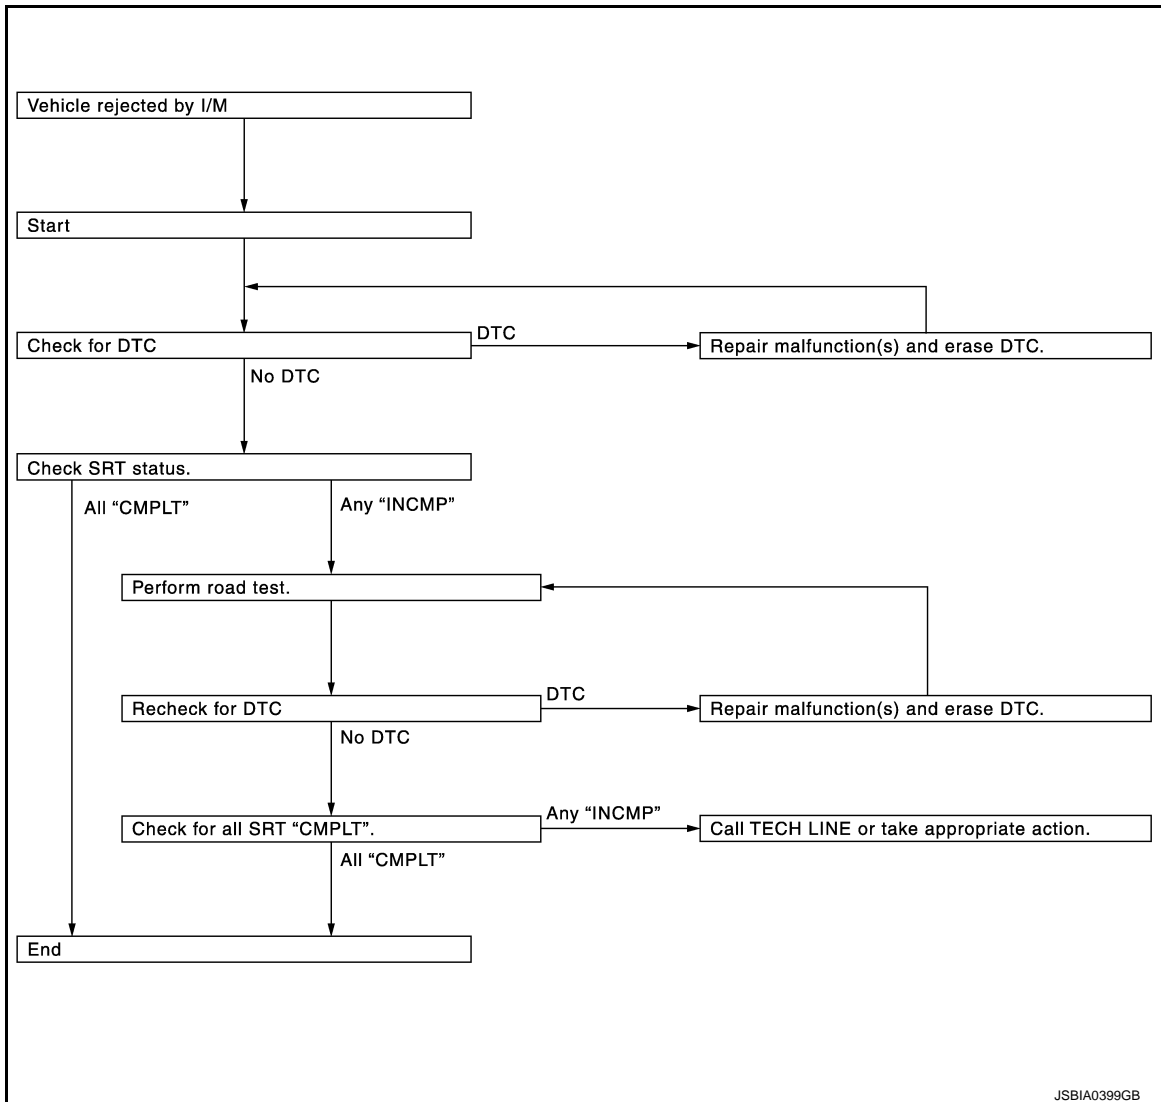 Vehicle rejected by I/M
Start
Check for DTC
DTC
Repair malfunction(s) and erase DTC.
No DTC
Check SRT status.
All “CMPLT”
Any “INCMP”
Perform road test.
Recheck for DTC
DTC
Repair malfunction(s) and erase DTC.
No DTC
Check for all SRT “CMPLT”.
Any “INCMP”
Call TECH LINE or take appropriate action.
All “CMPLT”
End
JSBIA0399GB